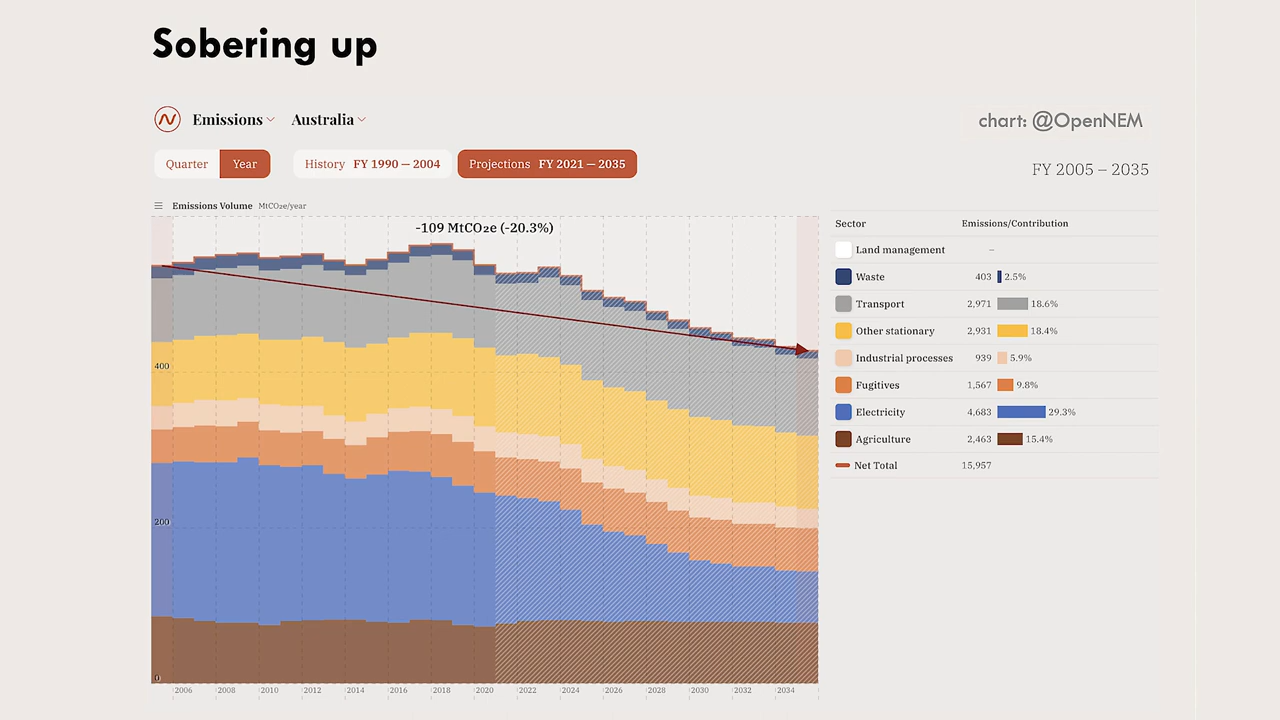 Sobering up
Emissions Australia
chart: @OpenNEM
Quarter Year History FY 1990 — 2004 Projections FY 2021 — 2035
FY 2005 – 2035
Emissions Volume MtCO₂e/year
-109 MtCO₂e (-20.3%)
400
200
0
2006 2008 2010 2012 2014 2016 2018 2020 2022 2024 2026 2028 2030 2032 2034
Sector Emissions/Contribution
Land management –
Waste 403 2.5%
Transport 2,971 18.6%
Other stationary 2,931 18.4%
Industrial processes 939 5.9%
Fugitives 1,567 9.8%
Electricity 4,683 29.3%
Agriculture 2,463 15.4%
Net Total 15,957